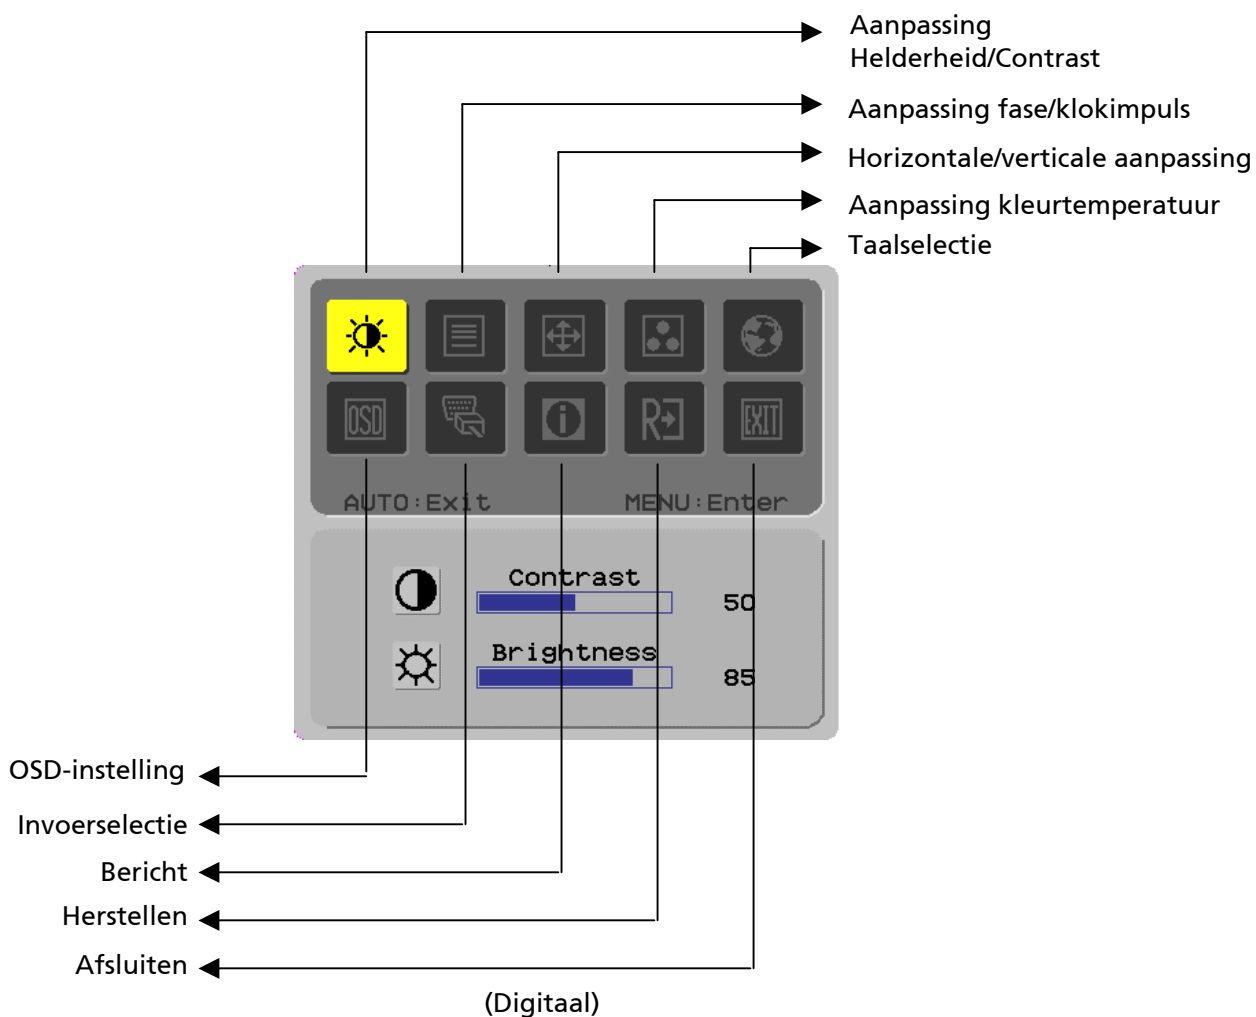 Aanpassing
Helderheid/Contrast
Aanpassing fase/klokimpuls
Horizontale/verticale aanpassing
Aanpassing kleurtemperatuur
Taalselectie
OSD
i
R
EXIT
AUTO:Exit
MENU:Enter
Contrast
50
Brightness
85
OSD-instelling
Invoerselectie
Bericht
Herstellen
Afsluiten
(Digitaal)